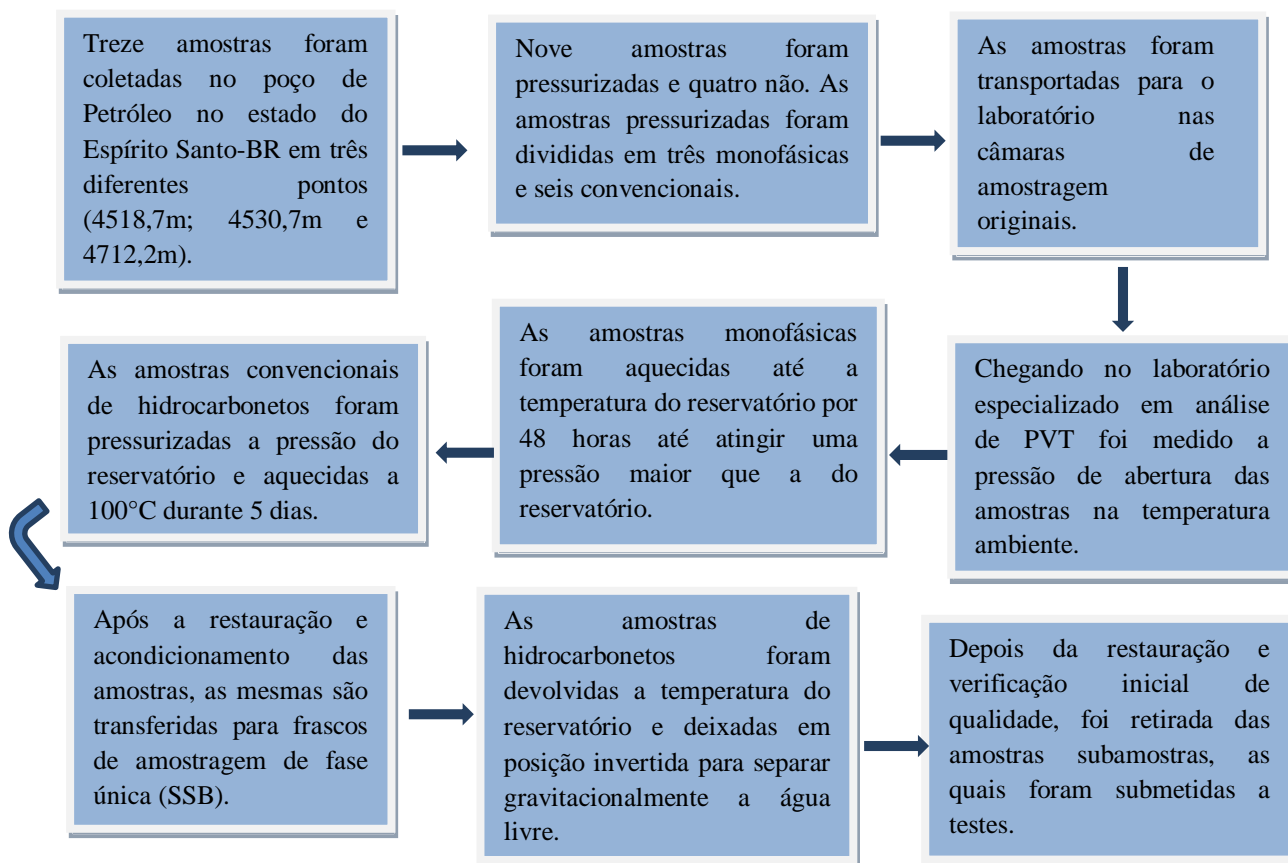 Treze amostras foram
coletadas no poço de
Petróleo no estado do
Espírito Santo-BR em três
diferentes pontos
(4518,7m; 4530,7m e
4712,2m).
Nove amostras foram
pressurizadas e quatro não. As
amostras pressurizadas foram
divididas em três monofásicas
e seis convencionais.
As amostras foram
transportadas para o
laboratório nas
câmaras de
amostragem
originais.
Chegando no laboratório
especializado em análise
de PVT foi medido a
pressão de abertura das
amostras na temperatura
ambiente.
As amostras monofásicas
foram aquecidas até a
temperatura do reservatório por
48 horas até atingir uma
pressão maior que a do
reservatório.
As amostras convencionais
de hidrocarbonetos foram
pressurizadas a pressão do
reservatório e aquecidas a
100°C durante 5 dias.
Após a restauração e
acondicionamento das
amostras, as mesmas são
transferidas para frascos
de amostragem de fase
única (SSB).
As amostras de
hidrocarbonetos foram
devolvidas a temperatura do
reservatório e deixadas em
posição invertida para separar
gravitacionalmente a água
livre.
Depois da restauração e
verificação inicial de
qualidade, foi retirada das
amostras subamostras, as
quais foram submetidas a
testes.